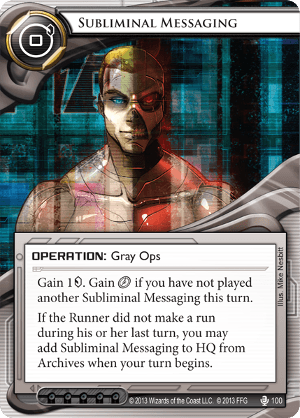 0
SUBLIMINAL MESSAGING
OPERATION: Gray Ops
Gain 1. Gain if you have not played
another Subliminal Messaging this turn.
If the Runner did not make a run
during his or her last turn, you may
add Subliminal Messaging to HQ from
Archives when your turn begins.
Illus. Mike Nesbitt
© 2013 Wizards of the Coast LLC. © 2013 FFG
100